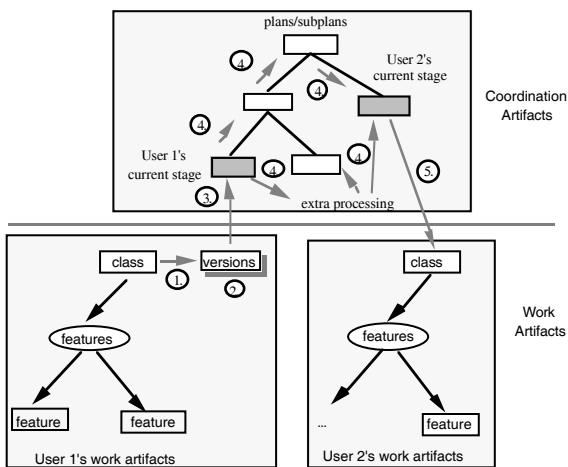 plans/subplans
User 2's
current stage
4.
4.
Coordination
Artifacts
4.
User 1's
current stage
4.
4.
5.
3.
extra processing
class
versions
1.
2.
class
features
features
Work
Artifacts
feature
feature
...
feature
User 1's work artifacts
User 2's work artifacts